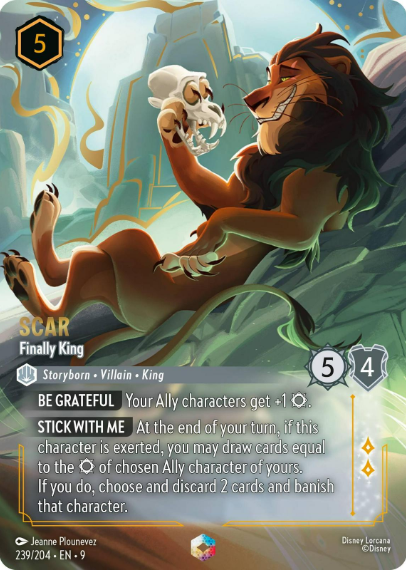 5
SCAR
Finally King
Storyborn • Villain • King
5
4
BE GRATEFUL Your Ally characters get +1 .
STICK WITH ME At the end of your turn, if this
character is exerted, you may draw cards equal
to the of chosen Ally character of yours.
If you do, choose and discard 2 cards and banish
that character.
Jeanne Plounevez
239/204 • EN • 9
Disney Lorcana
©Disney